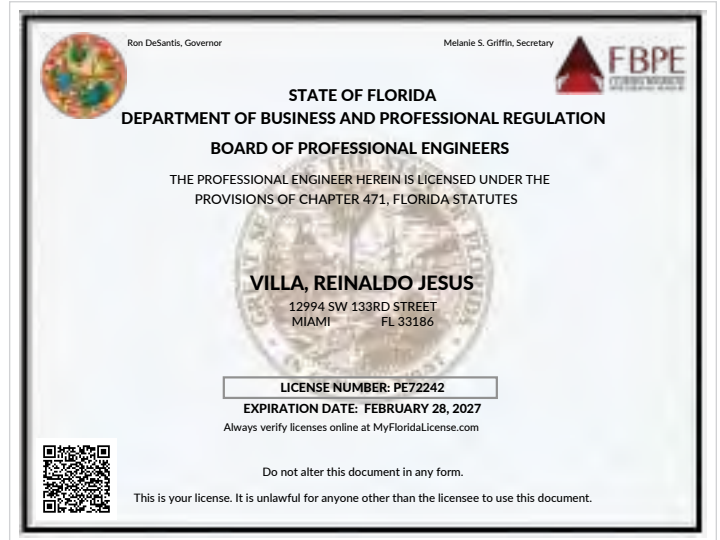 Ron DeSantis, Governor
Melanie S. Griffin, Secretary
FBPE
STATE OF FLORIDA
DEPARTMENT OF BUSINESS AND PROFESSIONAL REGULATION
BOARD OF PROFESSIONAL ENGINEERS
THE PROFESSIONAL ENGINEER HEREIN IS LICENSED UNDER THE
PROVISIONS OF CHAPTER 471, FLORIDA STATUTES
VILLA, REINALDO JESUS
12994 SW 133RD STREET
MIAMI FL 33186
LICENSE NUMBER: PE72242
EXPIRATION DATE: FEBRUARY 28, 2027
Always verify licenses online at MyFloridaLicense.com
Do not alter this document in any form.
This is your license. It is unlawful for anyone other than the licensee to use this document.